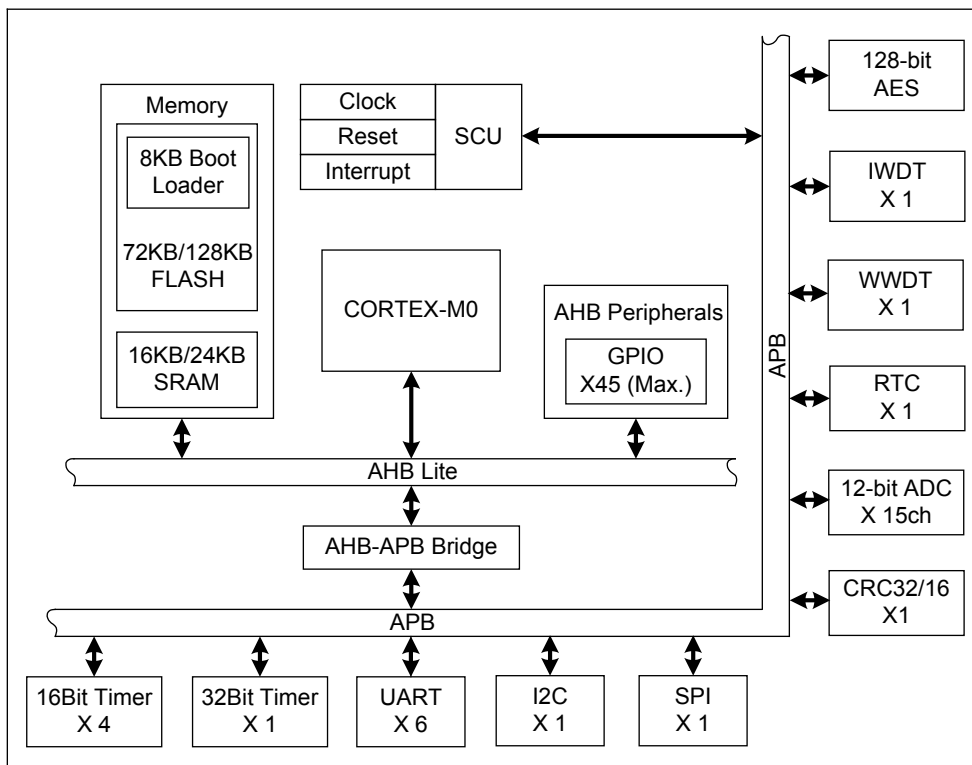 Memory
8KB Boot
Loader
72KB/128KB
FLASH
16KB/24KB
SRAM
Clock
Reset
Interrupt
SCU
CORTEX-M0
AHB Peripherals
GPIO
X45 (Max.)
AHB Lite
AHB-APB Bridge
APB
16Bit Timer
X 4
32Bit Timer
X 1
UART
X 6
I2C
X 1
SPI
X 1
APB
128-bit
AES
IWDT
X 1
WWDT
X 1
RTC
X 1
12-bit ADC
X 15ch
CRC32/16
X1